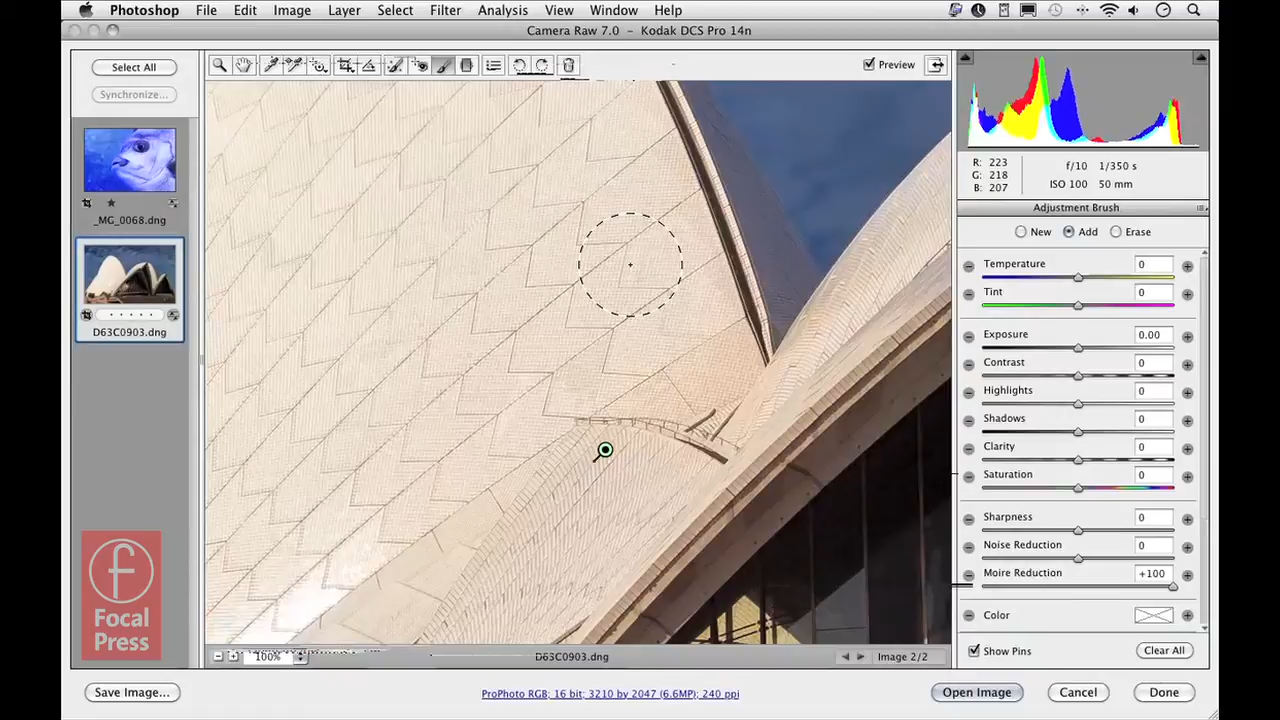 Photoshop File Edit Image Layer Select Filter Analysis View Window Help
Camera Raw 7.0 – Kodak DCS Pro 14n
Select All
Synchronize...
_MG_0068.dng
D63C0903.dng
f
Focal
Press
Preview
R: 223
G: 218
B: 207
f/10 1/350 s
ISO 100 50 mm
Adjustment Brush
New Add Erase
Temperature 0
Tint 0
Exposure 0.00
Contrast 0
Highlights 0
Shadows 0
Clarity 0
Saturation 0
Sharpness 0
Noise Reduction 0
Moire Reduction +100
Color
Show Pins Clear All
100% D63C0903.dng Image 2/2
Save Image... ProPhoto RGB; 16 bit; 3210 by 2047 (6.6MP); 240 ppi Open Image Cancel Done